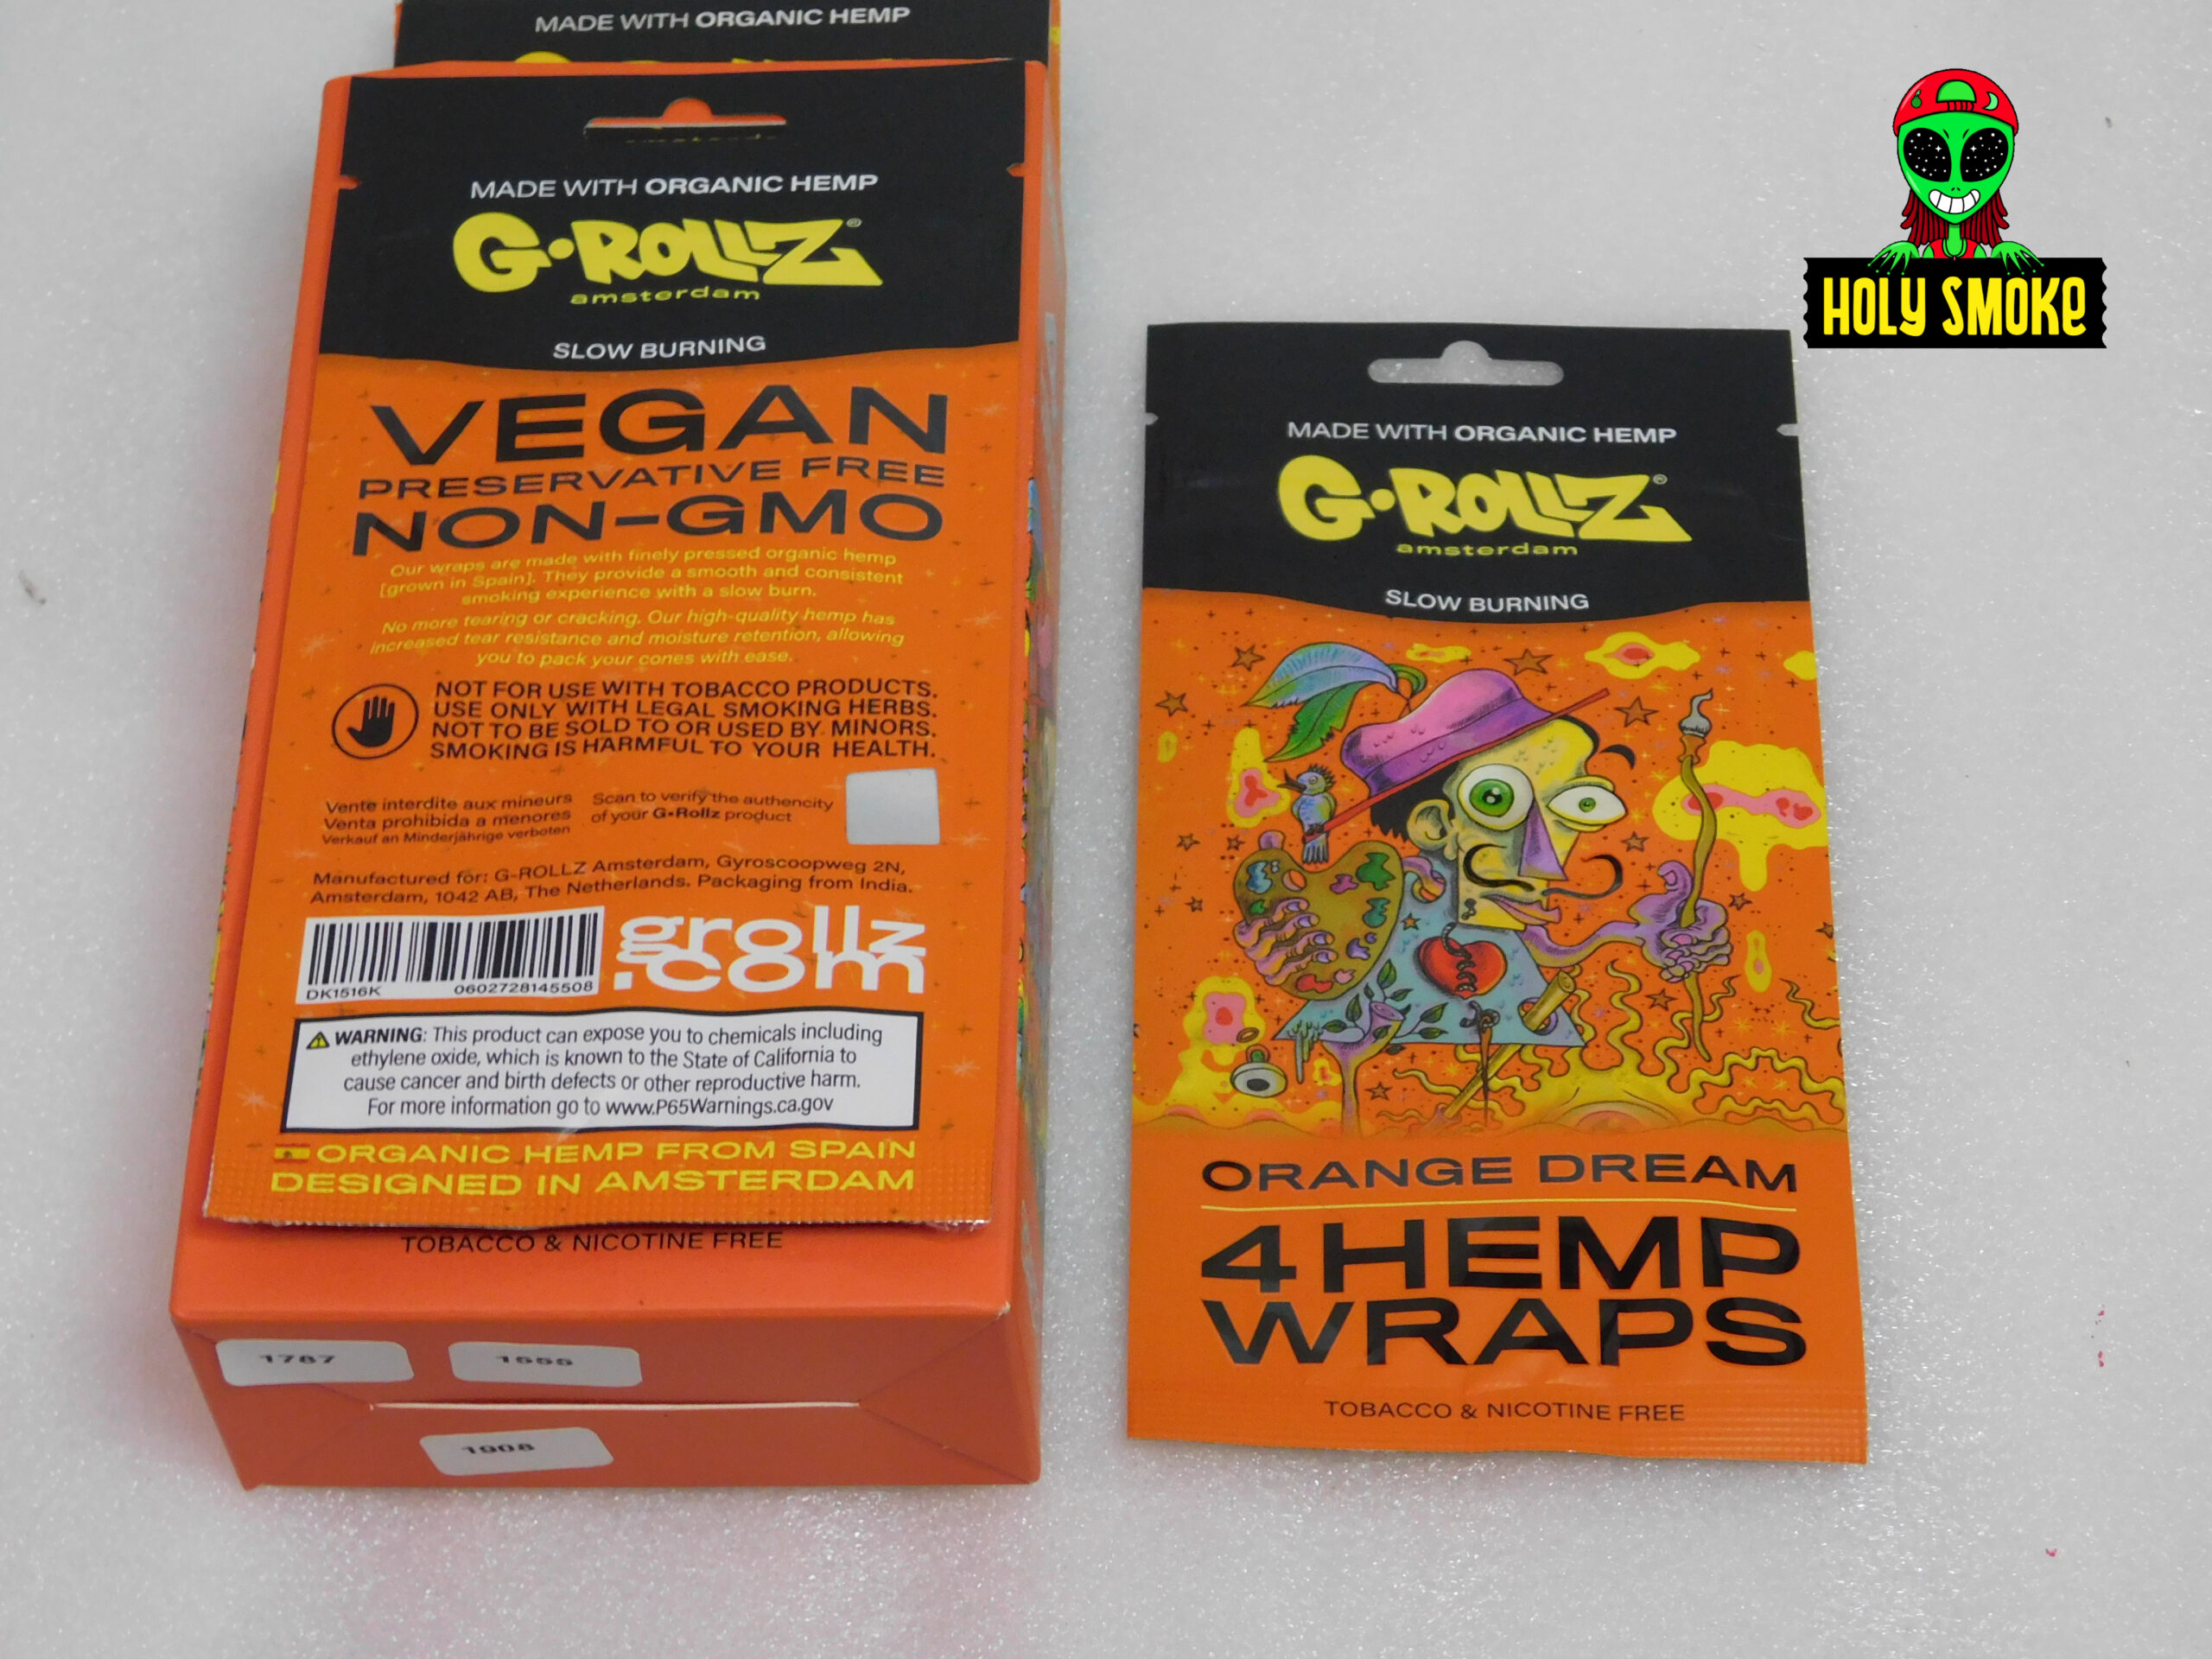 MADE WITH ORGANIC HEMP
MADE WITH ORGANIC HEMP
G·ROLLZ®
amsterdam
SLOW BURNING
VEGAN
PRESERVATIVE FREE
NON-GMO
Our wraps are made with finely pressed organic hemp
[grown in Spain]. They provide a smooth and consistent
smoking experience with a slow burn.
No more tearing or cracking. Our high-quality hemp has
increased tear resistance and moisture retention, allowing
you to pack your cones with ease.
NOT FOR USE WITH TOBACCO PRODUCTS.
USE ONLY WITH LEGAL SMOKING HERBS.
NOT TO BE SOLD TO OR USED BY MINORS.
SMOKING IS HARMFUL TO YOUR HEALTH.
Vente interdite aux mineurs
Venta prohibida a menores
Verkauf an Minderjährige verboten
Scan to verify the authencity
of your G·Rollz product
Manufactured for: G-ROLLZ Amsterdam, Gyroscoopweg 2N,
Amsterdam, 1042 AB, The Netherlands. Packaging from India.
DK1516K 0602728145508
grollz
.com
WARNING: This product can expose you to chemicals including
ethylene oxide, which is known to the State of California to
cause cancer and birth defects or other reproductive harm.
For more information go to www.P65Warnings.ca.gov
ORGANIC HEMP FROM SPAIN
DESIGNED IN AMSTERDAM
TOBACCO & NICOTINE FREE
1787
1908
HOLY SMOKE
MADE WITH ORGANIC HEMP
G·ROLLZ®
amsterdam
SLOW BURNING
ORANGE DREAM
4 HEMP
WRAPS
TOBACCO & NICOTINE FREE